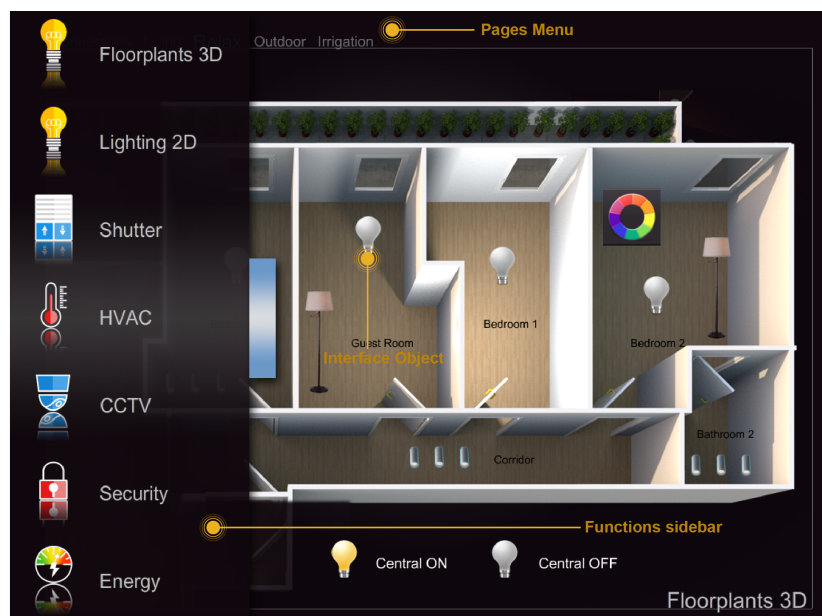 Outdoor Irrigation
Pages Menu
Floorplants 3D
Lighting 2D
Shutter
HVAC
CCTV
Security
Energy
Guest Room
Interface Object
Bedroom 1
Bedroom 2
Bathroom 2
Corridor
Functions sidebar
Central ON
Central OFF
Floorplants 3D